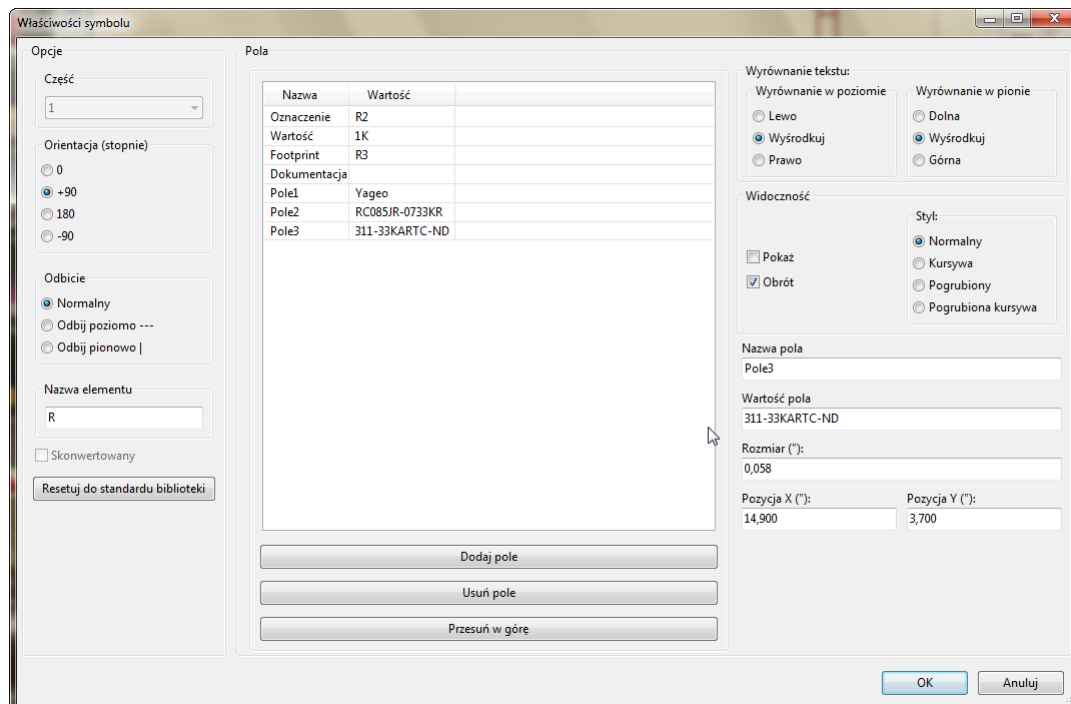 Właściwości symbolu
Opcje
Część
1
Orientacja (stopnie)
0
+90
180
-90
Odbicie
Normalny
Odbij poziomo ---
Odbij pionowo |
Nazwa elementu
R
Skonwertowany
Resetuj do standardu biblioteki
Pola
Nazwa Wartość
Oznaczenie R2
Wartość 1K
Footprint R3
Dokumentacja
Pole1 Yageo
Pole2 RC085JR-0733KR
Pole3 311-33KARTC-ND
Dodaj pole
Usuń pole
Przesuń w górę
Wyrównanie tekstu:
Wyrównanie w poziomie
Lewo
Wyśrodkuj
Prawo
Wyrównanie w pionie
Dolna
Wyśrodkuj
Górna
Widoczność
Pokaż
Obrót
Styl:
Normalny
Kursywa
Pogrubiony
Pogrubiona kursywa
Nazwa pola
Pole3
Wartość pola
311-33KARTC-ND
Rozmiar ("):
0,058
Pozycja X ("): Pozycja Y ("):
14,900 3,700
OK Anuluj